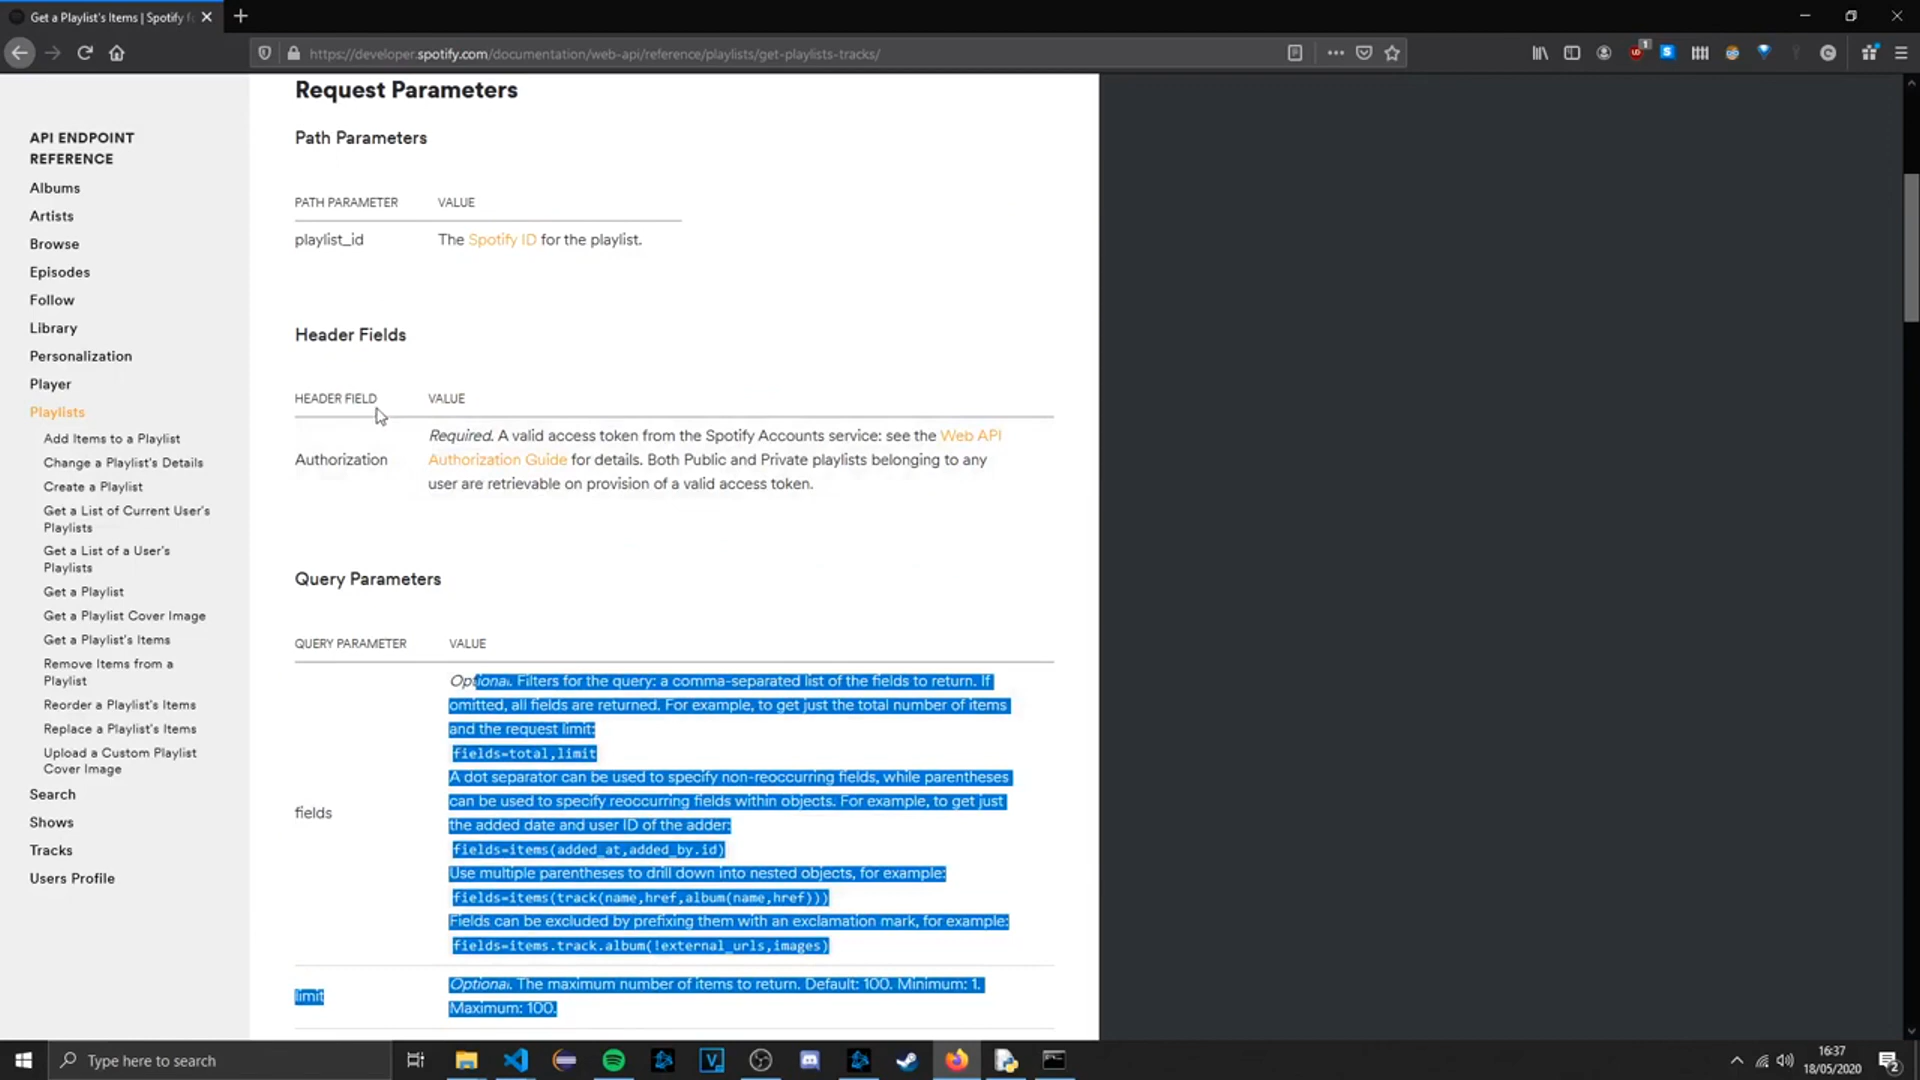 Get a Playlist's Items | Spotify f
https://developer.spotify.com/documentation/web-api/reference/playlists/get-playlists-tracks/
1
API ENDPOINT
REFERENCE
Albums
Artists
Browse
Episodes
Follow
Library
Personalization
Player
Playlists
Add Items to a Playlist
Change a Playlist's Details
Create a Playlist
Get a List of Current User's
Playlists
Get a List of a User's
Playlists
Get a Playlist
Get a Playlist Cover Image
Get a Playlist's Items
Remove Items from a
Playlist
Reorder a Playlist's Items
Replace a Playlist's Items
Upload a Custom Playlist
Cover Image
Search
Shows
Tracks
Users Profile
Request Parameters
Path Parameters
PATH PARAMETER VALUE
playlist_id The Spotify ID for the playlist.
Header Fields
HEADER FIELD VALUE
Authorization
Required. A valid access token from the Spotify Accounts service: see the Web API
Authorization Guide for details. Both Public and Private playlists belonging to any
user are retrievable on provision of a valid access token.
Query Parameters
QUERY PARAMETER VALUE
fields
Optional. Filters for the query: a comma-separated list of the fields to return. If
omitted, all fields are returned. For example, to get just the total number of items
and the request limit:
fields=total,limit
A dot separator can be used to specify non-reoccurring fields, while parentheses
can be used to specify reoccurring fields within objects. For example, to get just
the added date and user ID of the adder:
fields=items(added_at,added_by.id)
Use multiple parentheses to drill down into nested objects, for example:
fields=items(track(name,href,album(name,href)))
Fields can be excluded by prefixing them with an exclamation mark, for example:
fields=items.track.album(!external_urls,images)
limit
Optional. The maximum number of items to return. Default: 100. Minimum: 1.
Maximum: 100.
Type here to search
16:37
18/05/2020
2